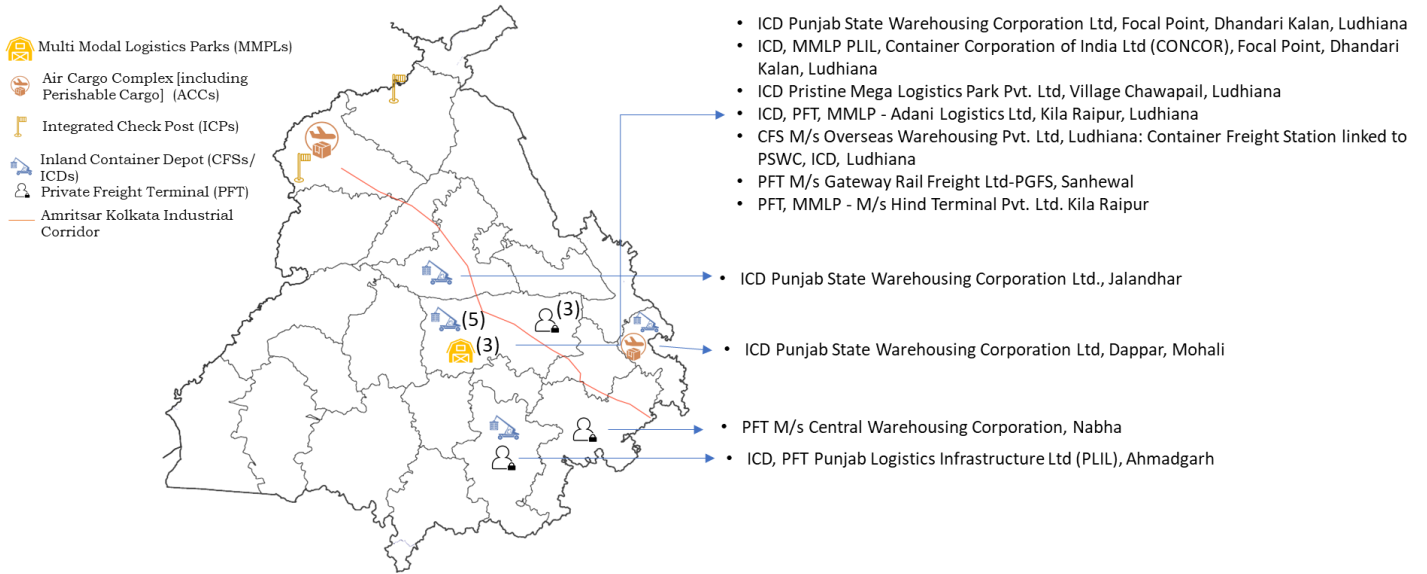 Multi Modal Logistics Parks (MMPLs)
Air Cargo Complex [including
Perishable Cargo] (ACCs)
Integrated Check Post (ICPs)
Inland Container Depot (CFSs/
ICDs)
Private Freight Terminal (PFT)
Amritsar Kolkata Industrial
Corridor
(5)
(3)
(3)
• ICD Punjab State Warehousing Corporation Ltd, Focal Point, Dhandari Kalan, Ludhiana
• ICD, MMLP PLIL, Container Corporation of India Ltd (CONCOR), Focal Point, Dhandari
Kalan, Ludhiana
• ICD Pristine Mega Logistics Park Pvt. Ltd, Village Chawapail, Ludhiana
• ICD, PFT, MMLP - Adani Logistics Ltd, Kila Raipur, Ludhiana
• CFS M/s Overseas Warehousing Pvt. Ltd, Ludhiana: Container Freight Station linked to
PSWC, ICD, Ludhiana
• PFT M/s Gateway Rail Freight Ltd-PGFS, Sanhewal
• PFT, MMLP - M/s Hind Terminal Pvt. Ltd. Kila Raipur
• ICD Punjab State Warehousing Corporation Ltd., Jalandhar
• ICD Punjab State Warehousing Corporation Ltd, Dappar, Mohali
• PFT M/s Central Warehousing Corporation, Nabha
• ICD, PFT Punjab Logistics Infrastructure Ltd (PLIL), Ahmadgarh